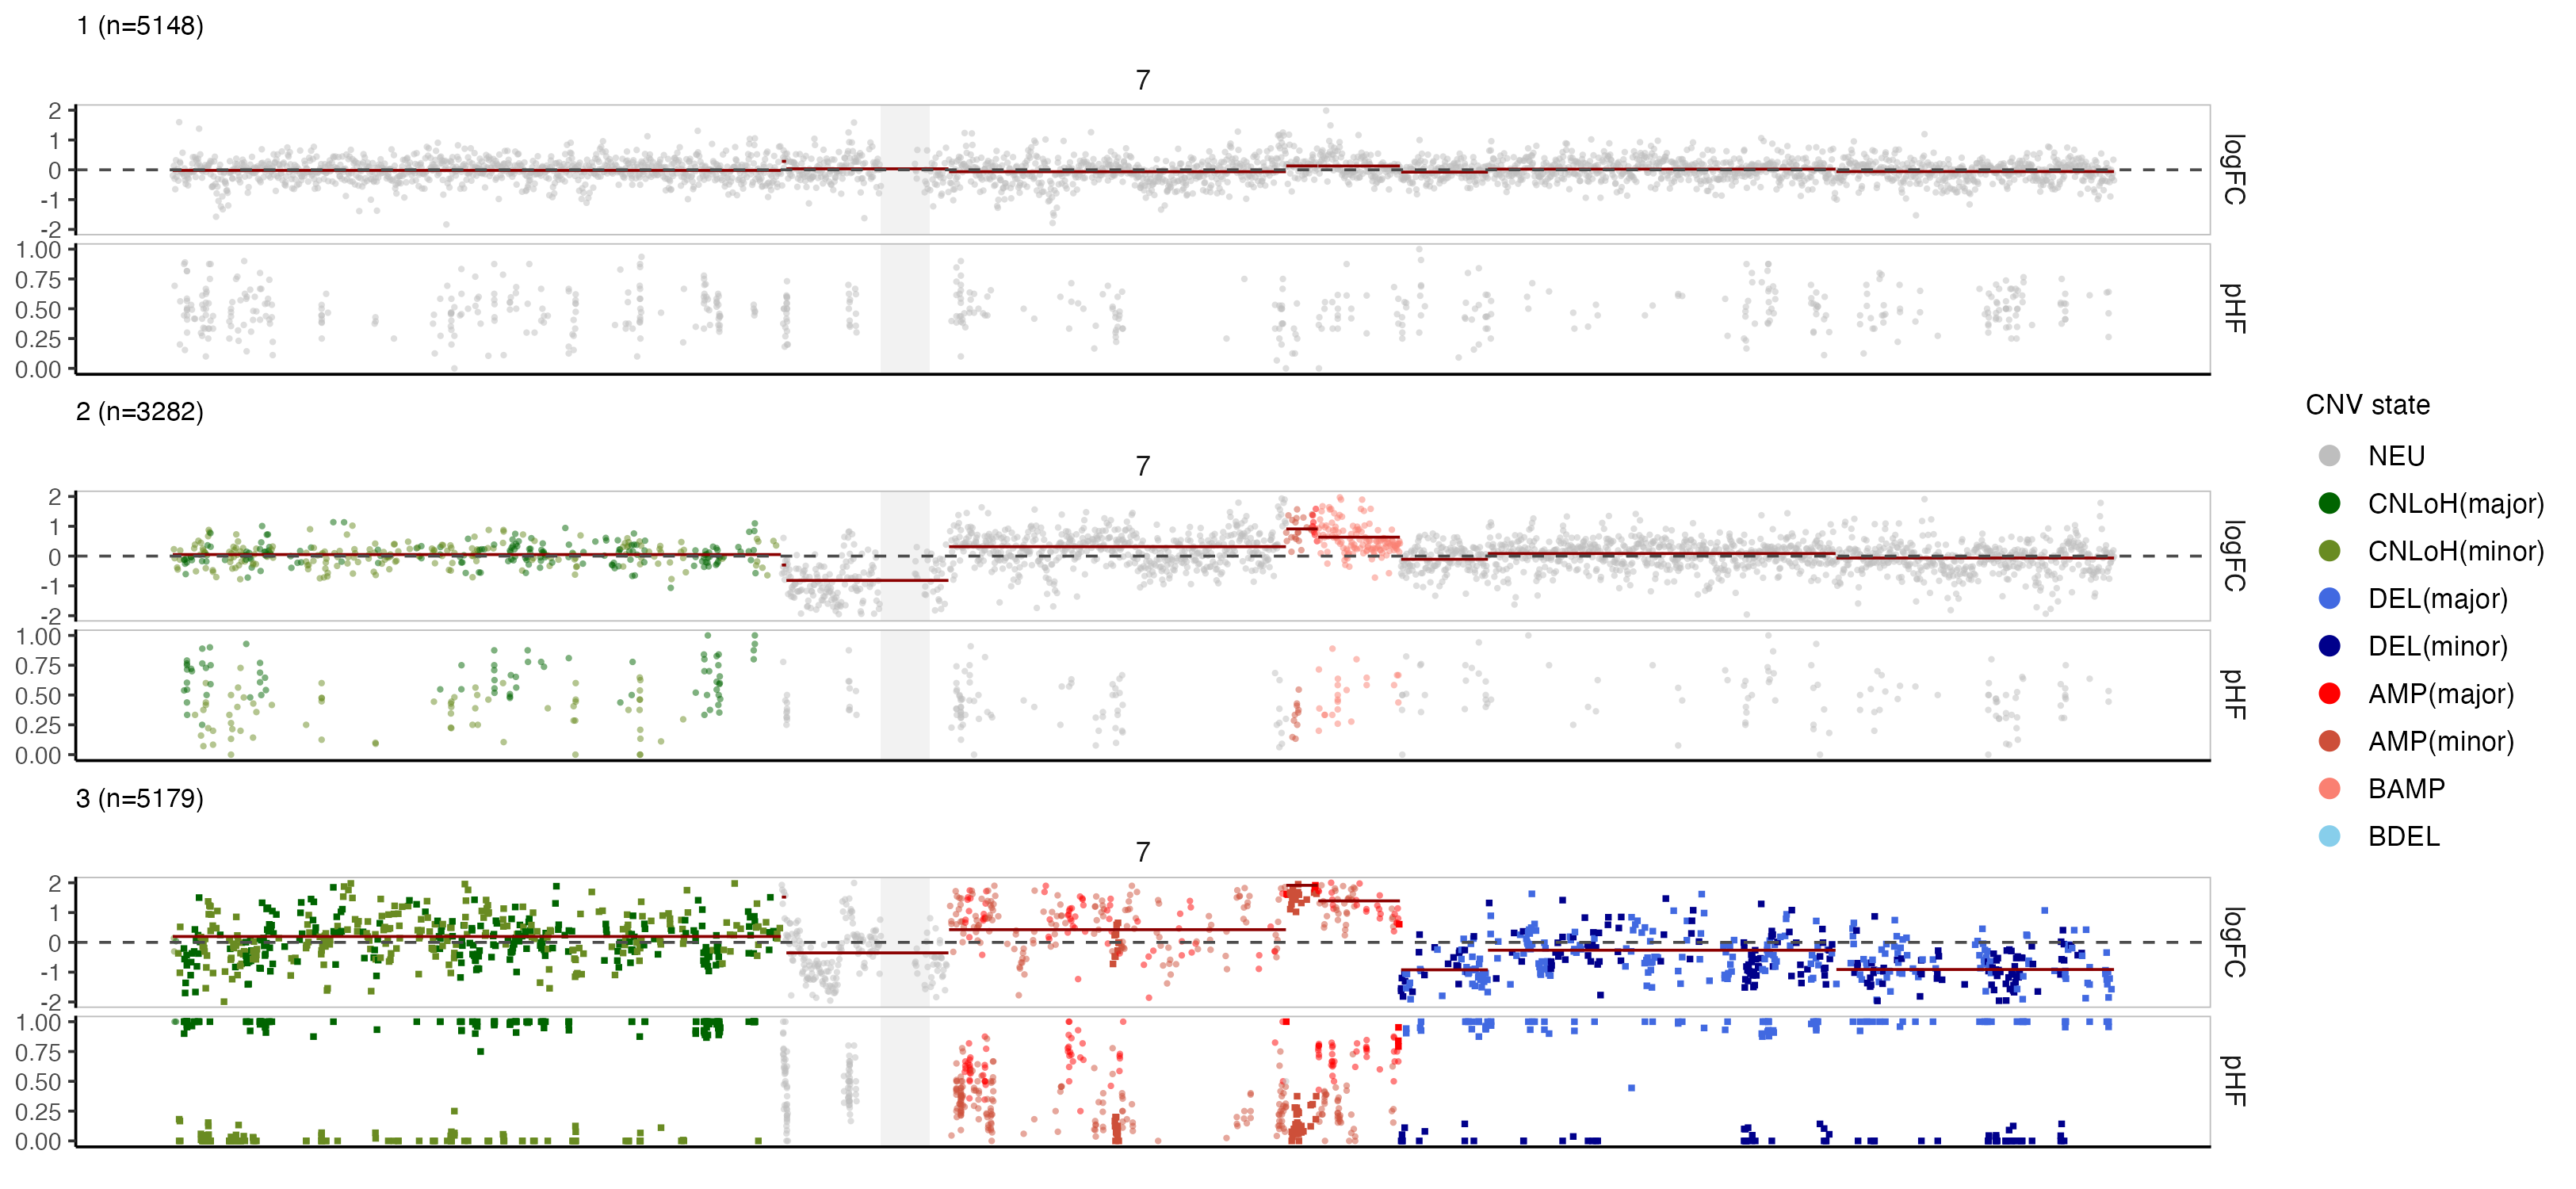 1 (n=5148)
7
2
1
0
-1
-2
logFC
1.00
0.75
0.50
0.25
0.00
pHF
2 (n=3282)
7
2
1
0
-1
-2
logFC
1.00
0.75
0.50
0.25
0.00
pHF
3 (n=5179)
7
2
1
0
-1
-2
logFC
1.00
0.75
0.50
0.25
0.00
pHF
CNV state
NEU
CNLoH(major)
CNLoH(minor)
DEL(major)
DEL(minor)
AMP(major)
AMP(minor)
BAMP
BDEL